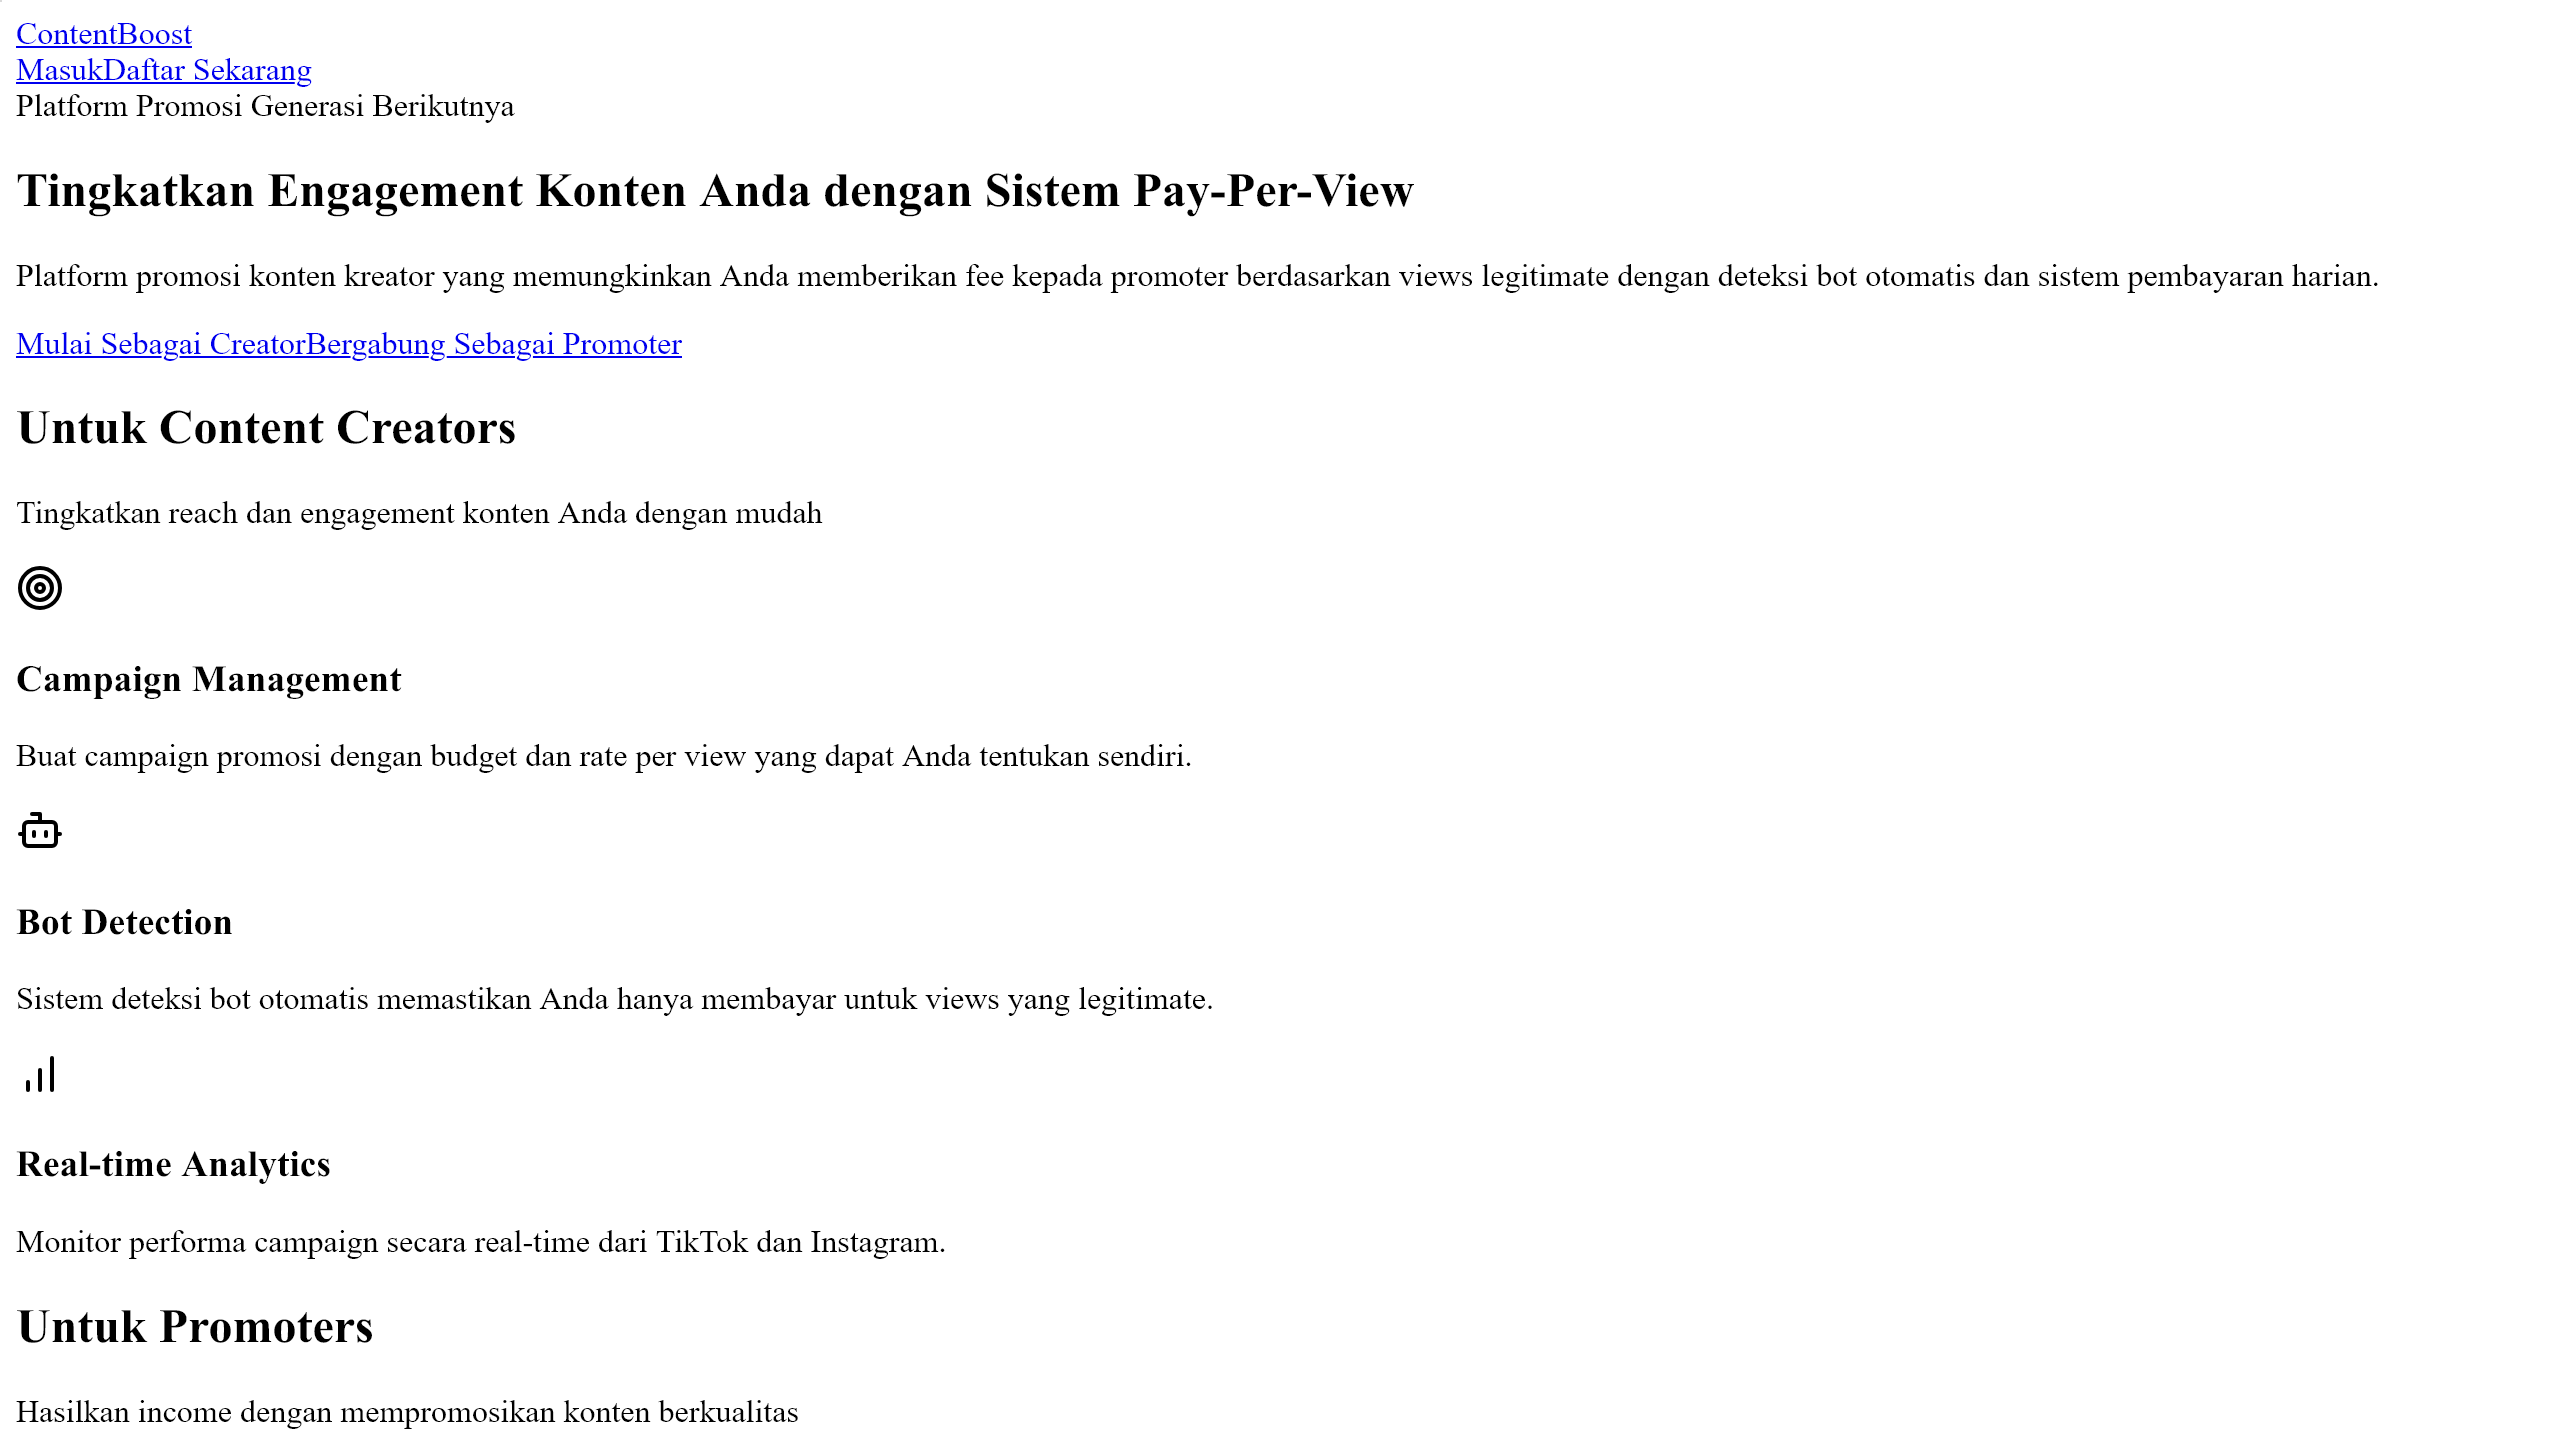 ContentBoost
MasukDaftar Sekarang
Platform Promosi Generasi Berikutnya
Tingkatkan Engagement Konten Anda dengan Sistem Pay-Per-View
Platform promosi konten kreator yang memungkinkan Anda memberikan fee kepada promoter berdasarkan views legitimate dengan deteksi bot otomatis dan sistem pembayaran harian.
Mulai Sebagai CreatorBergabung Sebagai Promoter
Untuk Content Creators
Tingkatkan reach dan engagement konten Anda dengan mudah
Campaign Management
Buat campaign promosi dengan budget dan rate per view yang dapat Anda tentukan sendiri.
Bot Detection
Sistem deteksi bot otomatis memastikan Anda hanya membayar untuk views yang legitimate.
Real-time Analytics
Monitor performa campaign secara real-time dari TikTok dan Instagram.
Untuk Promoters
Hasilkan income dengan mempromosikan konten berkualitas